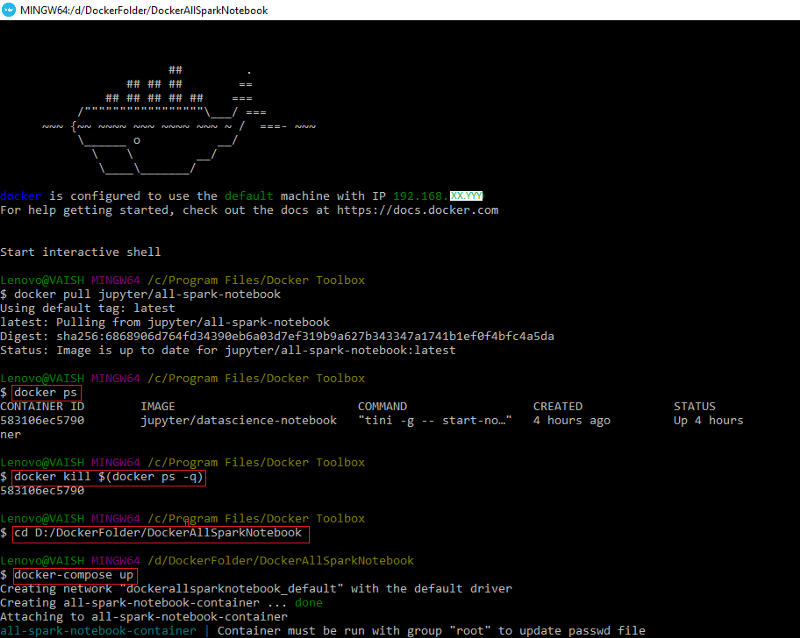 MINGW64:/d/DockerFolder/DockerAllSparkNotebook
##         .
## ## ##        ==
## ## ## ## ##    ===
/"""""""""""""""""\___/ ===
~~~ {~~ ~~~~ ~~~ ~~~~ ~~~ ~ /  ===- ~~~
\______ o           __/
\    \         __/
\____\_______/
docker is configured to use the default machine with IP 192.168.XX.YYY
For help getting started, check out the docs at https://docs.docker.com
Start interactive shell
Lenovo@VAISH MINGW64 /c/Program Files/Docker Toolbox
$ docker pull jupyter/all-spark-notebook
Using default tag: latest
latest: Pulling from jupyter/all-spark-notebook
Digest: sha256:6868906d764fd34390eb6a03d7ef319b9a627b343347a1741b1ef0f4bfc4a5da
Status: Image is up to date for jupyter/all-spark-notebook:latest
Lenovo@VAISH MINGW64 /c/Program Files/Docker Toolbox
$ docker ps
CONTAINER ID        IMAGE                          COMMAND                  CREATED             STATUS
583106ec5790        jupyter/datascience-notebook   "tini -g -- start-no…"   4 hours ago         Up 4 hours
ner
Lenovo@VAISH MINGW64 /c/Program Files/Docker Toolbox
$ docker kill $(docker ps -q)
583106ec5790
Lenovo@VAISH MINGW64 /c/Program Files/Docker Toolbox
$ cd D:/DockerFolder/DockerAllSparkNotebook
Lenovo@VAISH MINGW64 /d/DockerFolder/DockerAllSparkNotebook
$ docker-compose up
Creating network "dockerallsparknotebook_default" with the default driver
Creating all-spark-notebook-container ... done
Attaching to all-spark-notebook-container
all-spark-notebook-container | Container must be run with group "root" to update passwd file